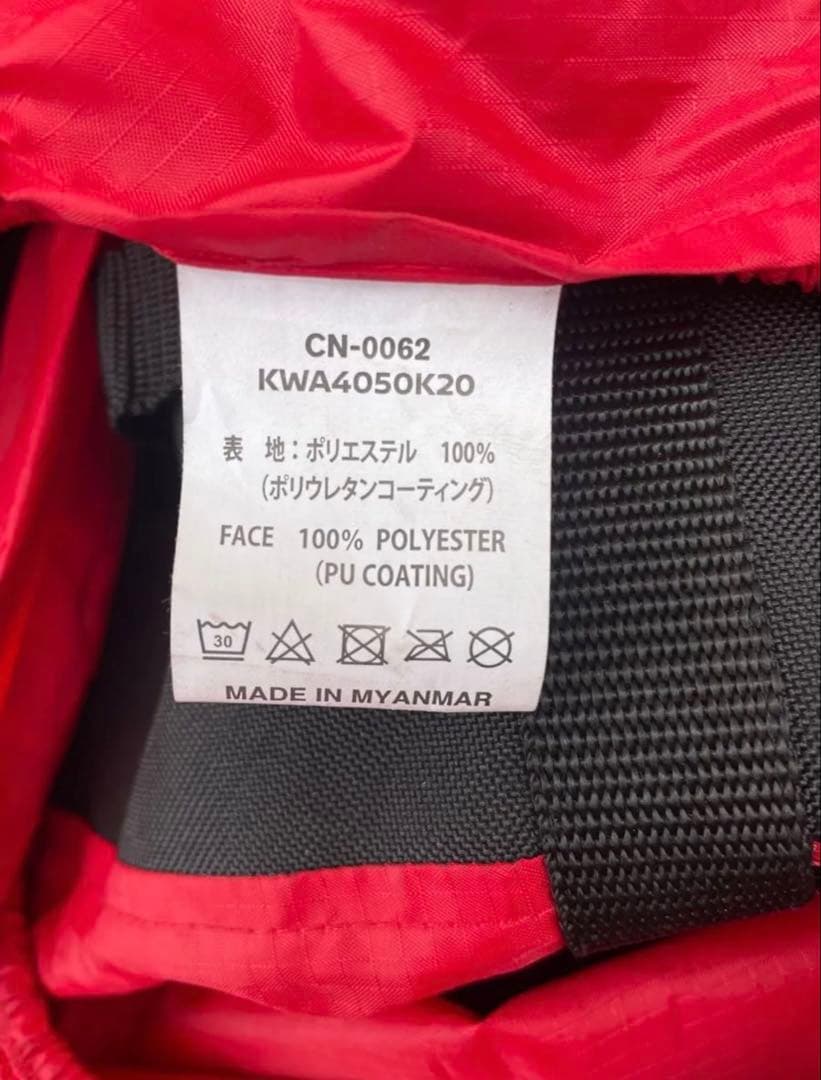 CN-0062
KWA4050K20
表　地：ポリエステル　100%
(ポリウレタンコーティング)
FACE 100% POLYESTER
(PU COATING)
30
MADE IN MYANMAR